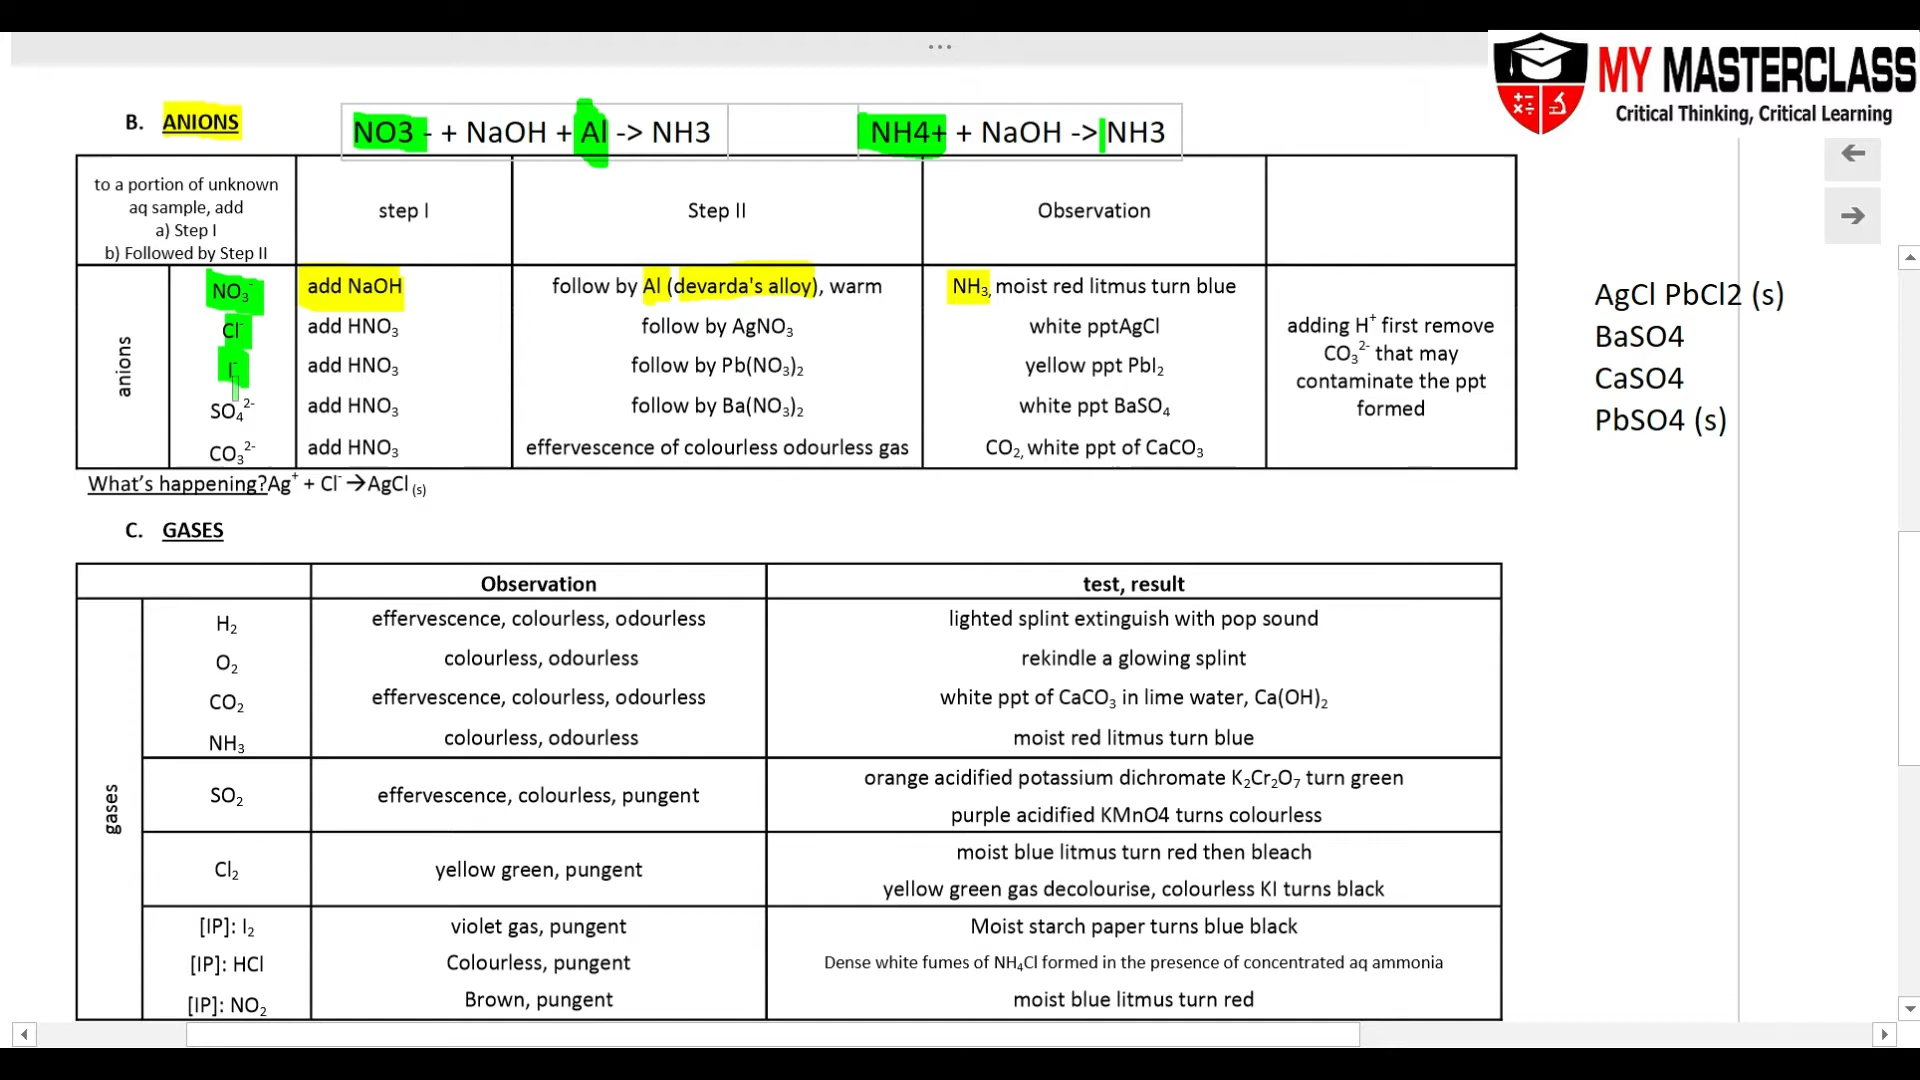 ...
MY MASTERCLASS
Critical Thinking, Critical Learning
B. ANIONS
NO3 - + NaOH + Al -> NH3
NH4+ + NaOH -> NH3
to a portion of unknown
aq sample, add
a) Step I
b) Followed by Step II
step I
Step II
Observation
anions
NO₃⁻ add NaOH follow by Al (devarda's alloy), warm NH₃, moist red litmus turn blue
Cl⁻ add HNO₃ follow by AgNO₃ white pptAgCl
I⁻ add HNO₃ follow by Pb(NO₃)₂ yellow ppt PbI₂
SO₄²⁻ add HNO₃ follow by Ba(NO₃)₂ white ppt BaSO₄
CO₃²⁻ add HNO₃ effervescence of colourless odourless gas CO₂, white ppt of CaCO₃
adding H⁺ first remove
CO₃²⁻ that may
contaminate the ppt
formed
AgCl PbCl2 (s)
BaSO4
CaSO4
PbSO4 (s)
What's happening?Ag⁺ + Cl⁻ →AgCl (s)
C. GASES
Observation test, result
gases
H₂ effervescence, colourless, odourless lighted splint extinguish with pop sound
O₂ colourless, odourless rekindle a glowing splint
CO₂ effervescence, colourless, odourless white ppt of CaCO₃ in lime water, Ca(OH)₂
NH₃ colourless, odourless moist red litmus turn blue
SO₂ effervescence, colourless, pungent orange acidified potassium dichromate K₂Cr₂O₇ turn green
purple acidified KMnO4 turns colourless
Cl₂ yellow green, pungent moist blue litmus turn red then bleach
yellow green gas decolourise, colourless KI turns black
[IP]: I₂ violet gas, pungent Moist starch paper turns blue black
[IP]: HCl Colourless, pungent Dense white fumes of NH₄Cl formed in the presence of concentrated aq ammonia
[IP]: NO₂ Brown, pungent moist blue litmus turn red